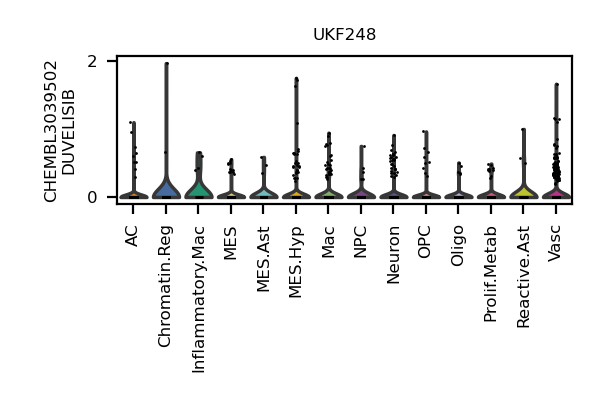 UKF248
CHEMBL3039502
DUVELISIB
2
0
AC
Chromatin.Reg
Inflammatory.Mac
MES
MES.Ast
MES.Hyp
Mac
NPC
Neuron
OPC
Oligo
Prolif.Metab
Reactive.Ast
Vasc